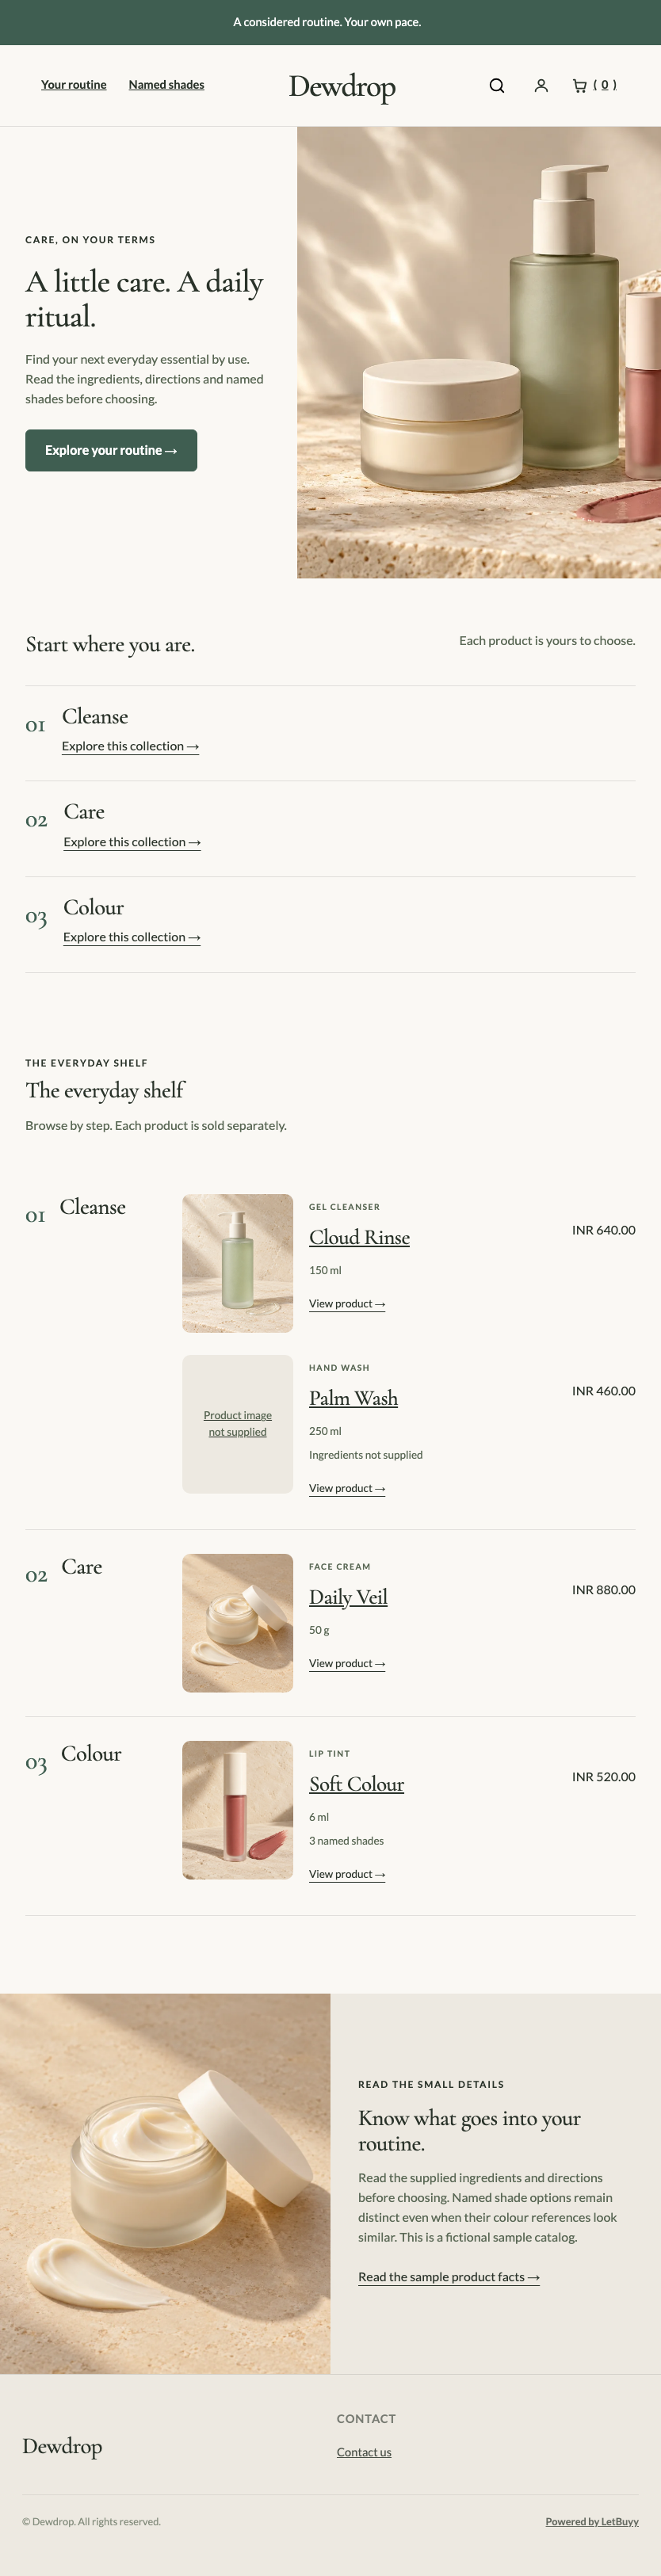 A considered routine. Your own pace.
Your routine
Named shades
Dewdrop
( 0 )
CARE, ON YOUR TERMS
A little care. A daily
ritual.
Find your next everyday essential by use.
Read the ingredients, directions and named
shades before choosing.
Explore your routine →
Start where you are.
Each product is yours to choose.
01
Cleanse
Explore this collection →
02
Care
Explore this collection →
03
Colour
Explore this collection →
THE EVERYDAY SHELF
The everyday shelf
Browse by step. Each product is sold separately.
01
Cleanse
GEL CLEANSER
Cloud Rinse
INR 640.00
150 ml
View product →
Product image
not supplied
HAND WASH
Palm Wash
INR 460.00
250 ml
Ingredients not supplied
View product →
02
Care
FACE CREAM
Daily Veil
INR 880.00
50 g
View product →
03
Colour
LIP TINT
Soft Colour
INR 520.00
6 ml
3 named shades
View product →
READ THE SMALL DETAILS
Know what goes into your
routine.
Read the supplied ingredients and directions
before choosing. Named shade options remain
distinct even when their colour references look
similar. This is a fictional sample catalog.
Read the sample product facts →
Dewdrop
CONTACT
Contact us
© Dewdrop. All rights reserved.
Powered by LetBuyy